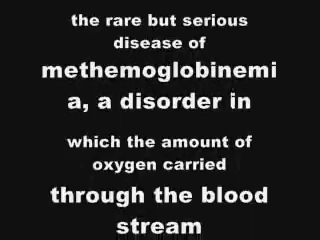 the rare but serious
disease of
methemoglobinemi
a, a disorder in
which the amount of
oxygen carried
through the blood
stream